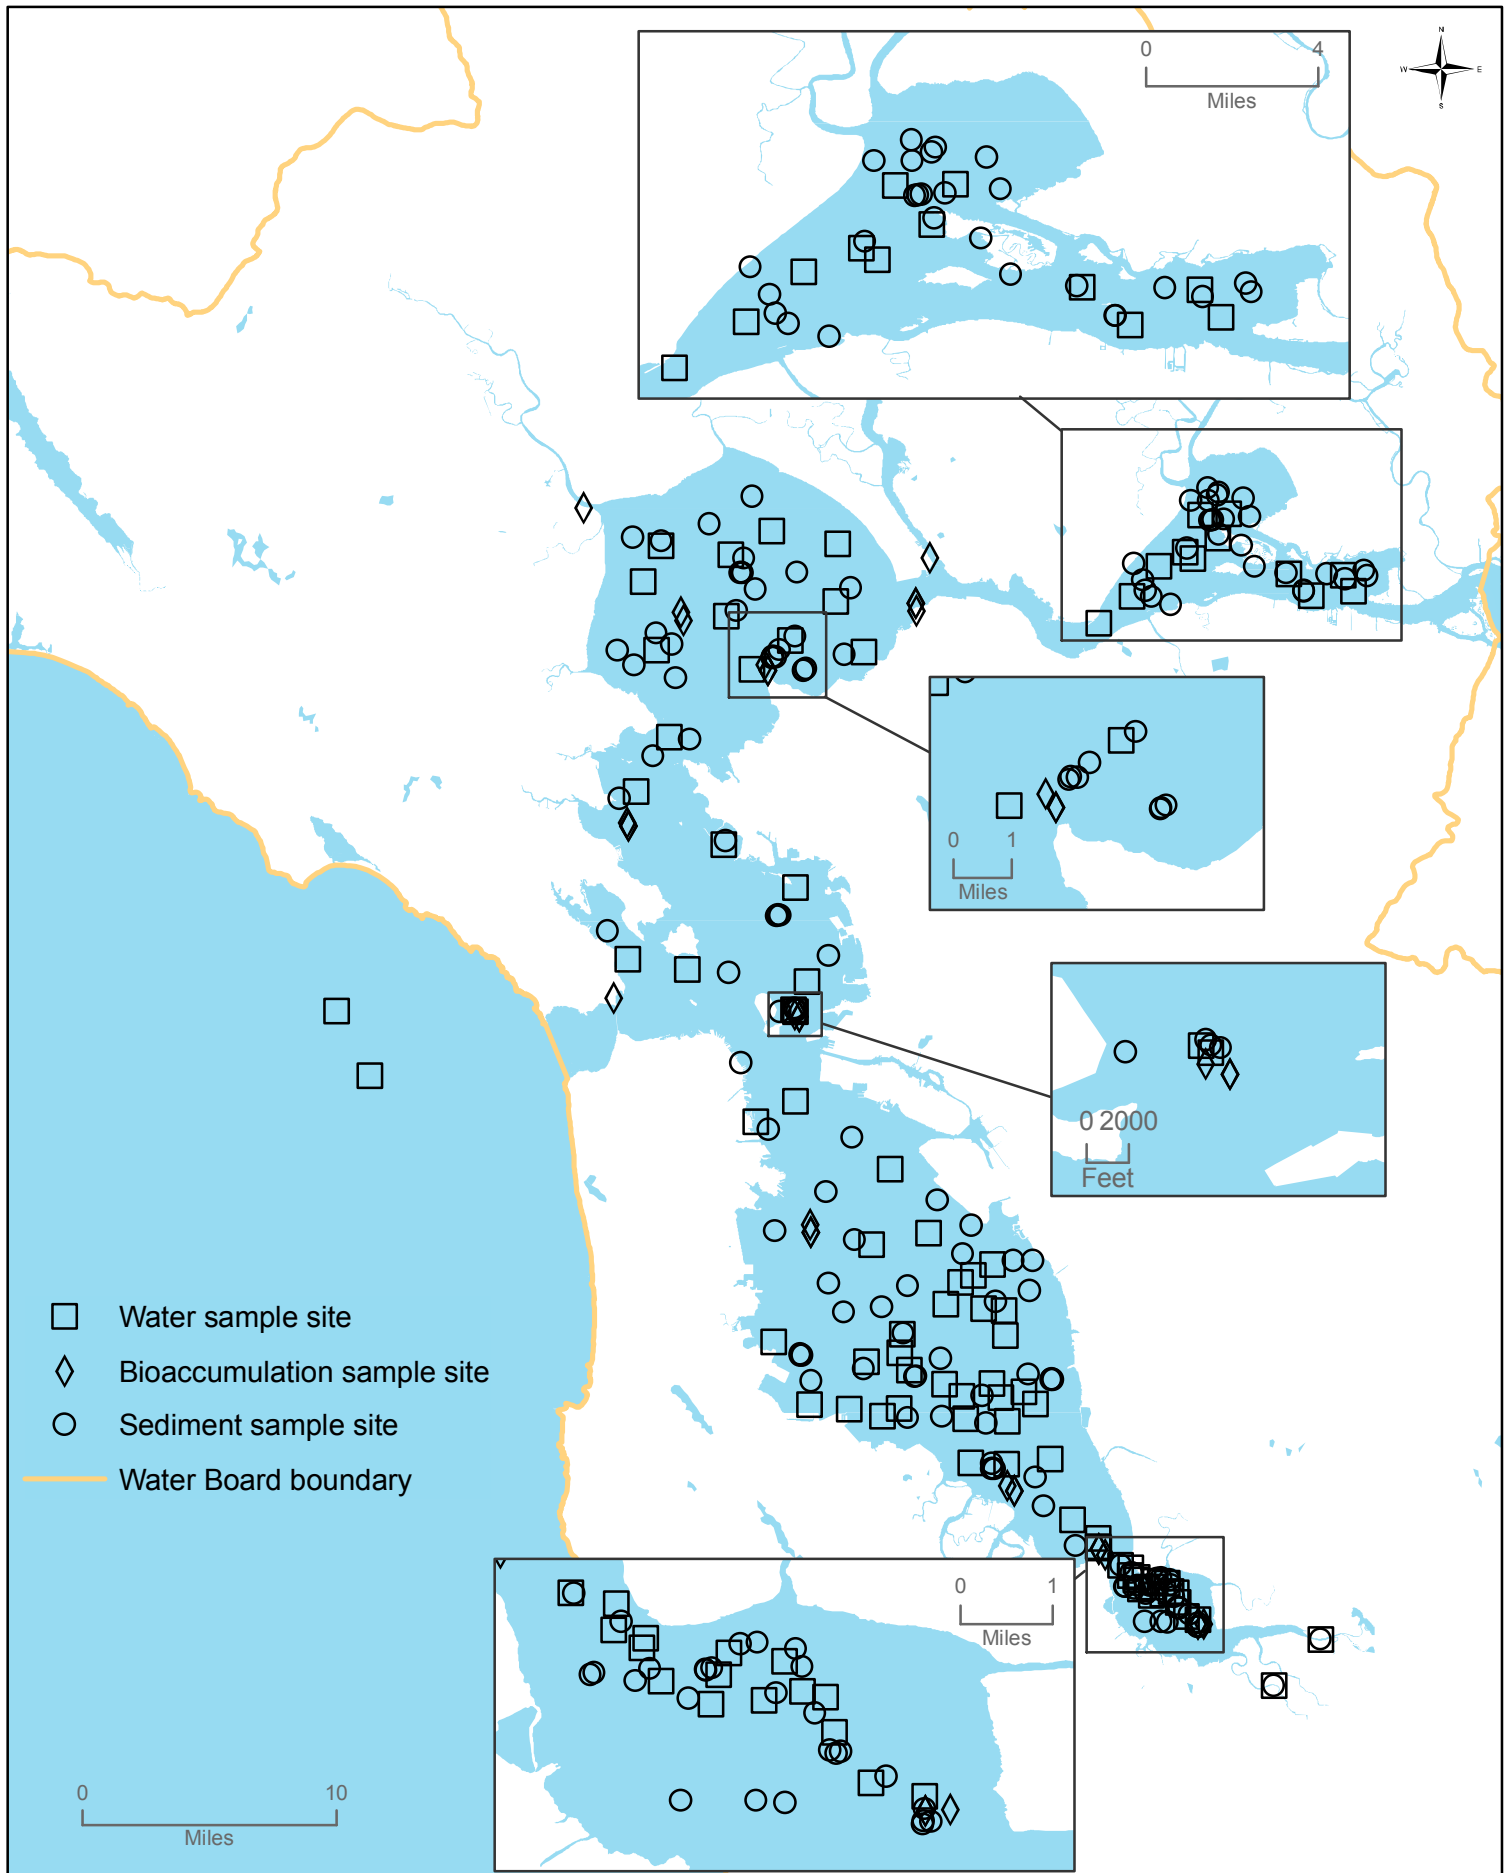 N
0 4
W E
S
Miles
0 1
Miles
0 2000
Feet
Water sample site
Bioaccumulation sample site
Sediment sample site
Water Board boundary
0 1
Miles
0 10
Miles